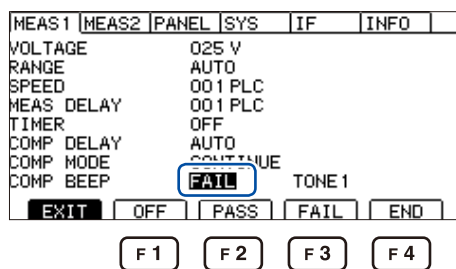 MEAS1 MEAS2 PANEL SYS IF INFO
VOLTAGE 025 V
RANGE AUTO
SPEED 001 PLC
MEAS DELAY 001 PLC
TIMER OFF
COMP DELAY AUTO
COMP MODE CONTINUE
COMP BEEP FAIL TONE1
EXIT OFF PASS FAIL END
F1 F2 F3 F4